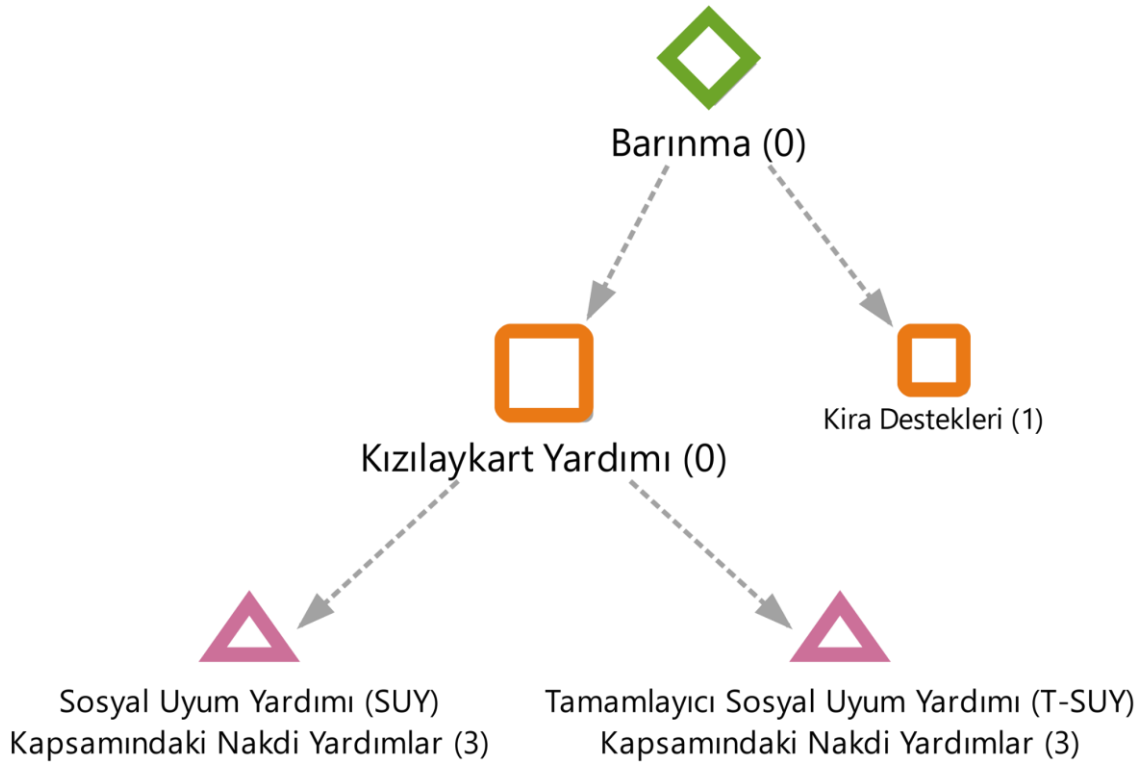 Barınma (0)
Kira Destekleri (1)
Kızılaykart Yardımı (0)
Sosyal Uyum Yardımı (SUY)
Kapsamındaki Nakdi Yardımlar (3)
Tamamlayıcı Sosyal Uyum Yardımı (T-SUY)
Kapsamındaki Nakdi Yardımlar (3)